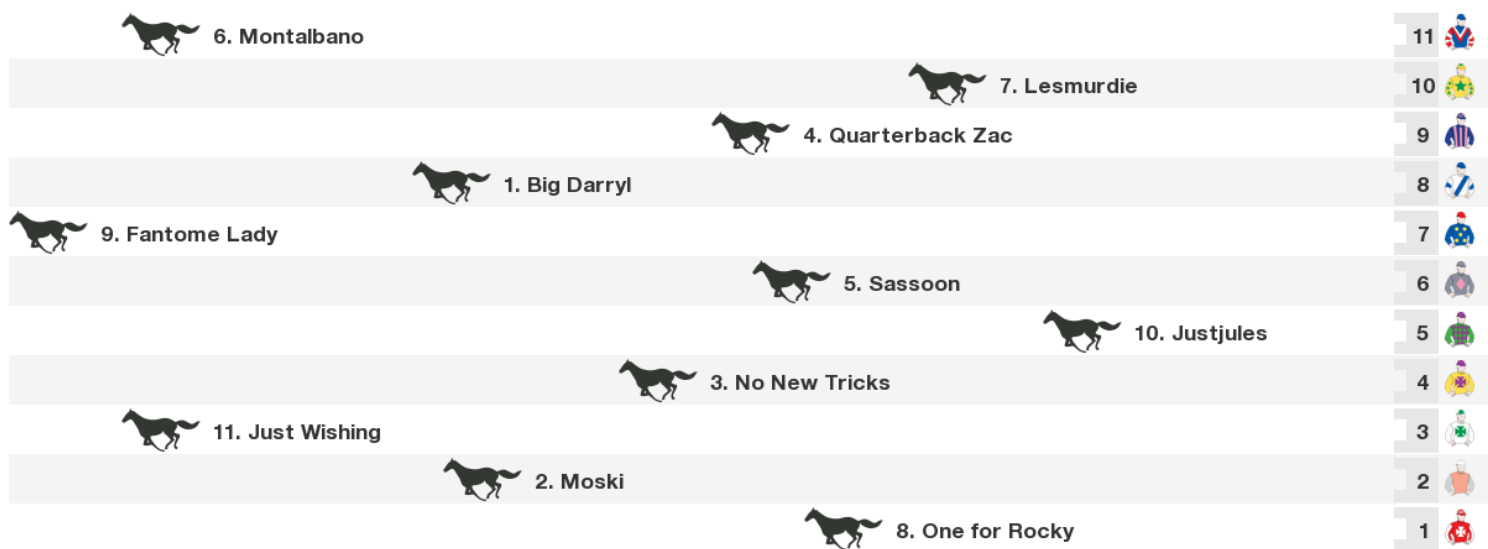 6. Montalbano 11
7. Lesmurdie 10
4. Quarterback Zac 9
1. Big Darryl 8
9. Fantome Lady 7
5. Sassoon 6
10. Justjules 5
3. No New Tricks 4
11. Just Wishing 3
2. Moski 2
8. One for Rocky 1